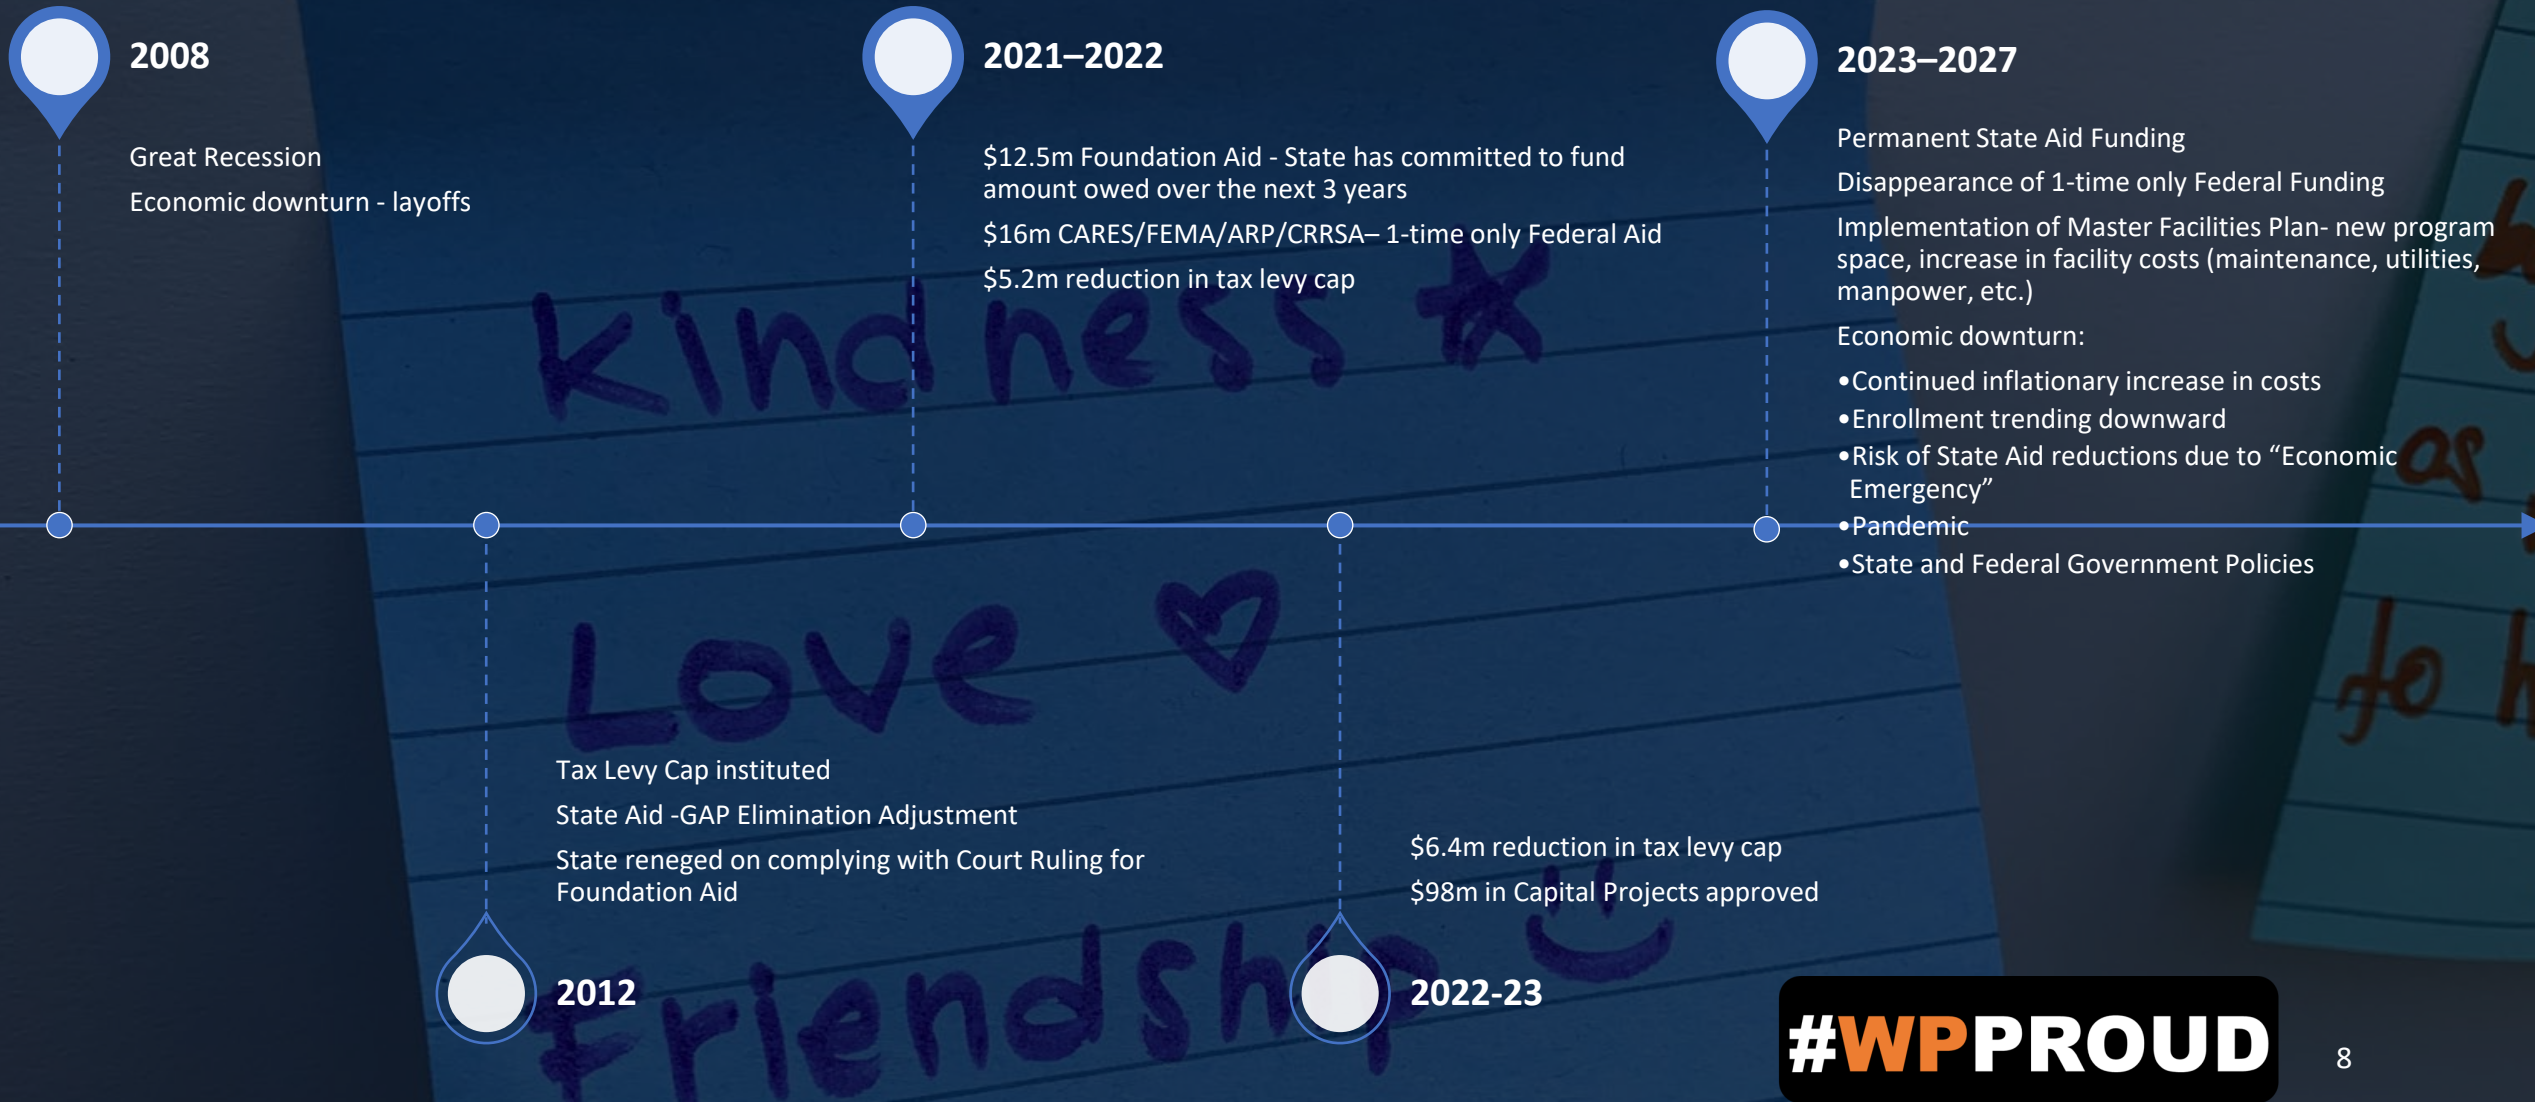 2008
Great Recession
Economic downturn - layoffs
2012
Tax Levy Cap instituted
State Aid -GAP Elimination Adjustment
State reneged on complying with Court Ruling for
Foundation Aid
2021–2022
$12.5m Foundation Aid - State has committed to fund
amount owed over the next 3 years
$16m CARES/FEMA/ARP/CRRSA– 1-time only Federal Aid
$5.2m reduction in tax levy cap
2022-23
$6.4m reduction in tax levy cap
$98m in Capital Projects approved
2023–2027
Permanent State Aid Funding
Disappearance of 1-time only Federal Funding
Implementation of Master Facilities Plan- new program
space, increase in facility costs (maintenance, utilities,
manpower, etc.)
Economic downturn:
•Continued inflationary increase in costs
•Enrollment trending downward
•Risk of State Aid reductions due to “Economic
Emergency”
•Pandemic
•State and Federal Government Policies
Kindness
Love
Friendship
as
to
#WPPROUD
8